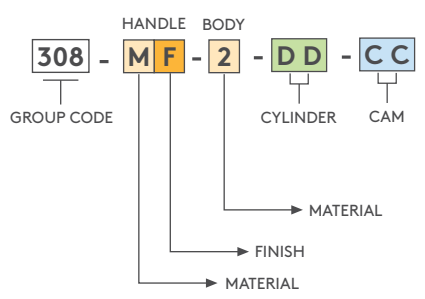 HANDLE BODY
308 - M F - 2 - D D - C C
GROUP CODE CYLINDER CAM
MATERIAL
FINISH
MATERIAL